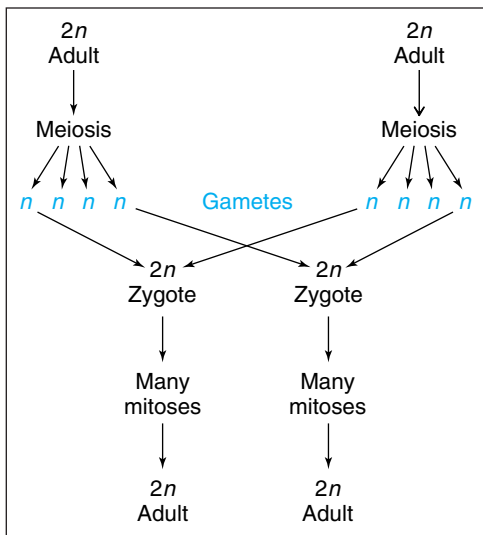 2n 2n
Adult Adult
Meiosis Meiosis
n n n n Gametes n n n n
2n 2n
Zygote Zygote
Many Many
mitoses mitoses
2n 2n
Adult Adult